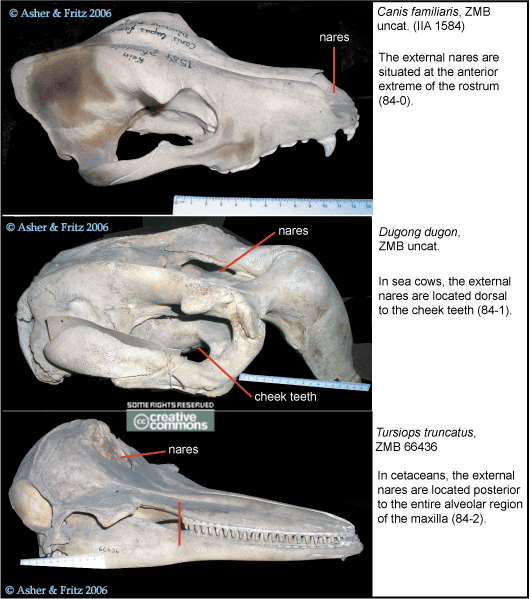 © Asher & Fritz 2006
1584
nares
Canis familiaris, ZMB
uncat. (IIA 1584)
The external nares are
situated at the anterior
extreme of the rostrum
(84-0).
© Asher & Fritz 2006
nares
cheek teeth
Dugong dugon,
ZMB uncat.
In sea cows, the external
nares are located dorsal
to the cheek teeth (84-1).
SOME RIGHTS RESERVED
cc creative
commons
nares
66436
© Asher & Fritz 2006
Tursiops truncatus,
ZMB 66436
In cetaceans, the external
nares are located posterior
to the entire alveolar region
of the maxilla (84-2).